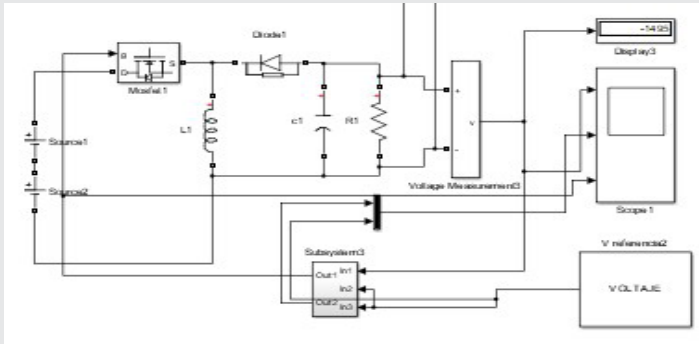 Diode1
-1495
Display3
g
D
S
Mosfet1
L1
c1
R1
+
v
-
Source1
Source2
Voltage Measurement3
Scope1
Subsystem3
V referencia2
Out1
In1
In2
Out2
In3
VOLTAJE